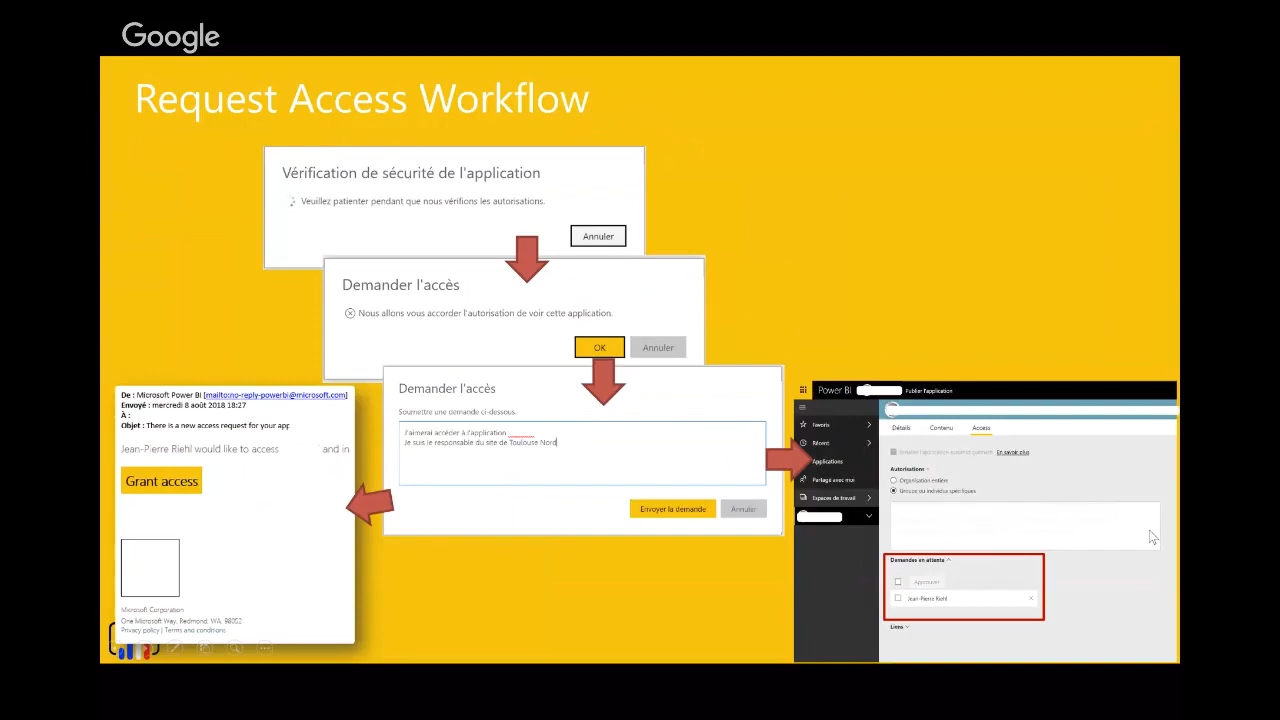 Google
Request Access Workflow
Vérification de sécurité de l'application
Veuillez patienter pendant que nous vérifions les autorisations.
Annuler
Demander l'accès
Nous allons vous accorder l'autorisation de voir cette application.
OK Annuler
Demander l'accès
Soumettre une demande ci-dessous.
J'aimerai accéder à l'application
Je suis le responsable du site de Toulouse Nord
Envoyer la demande Annuler
De : Microsoft Power BI [mailto:no-reply-powerbi@microsoft.com]
Envoyé : mercredi 8 août 2018 18:27
À :
Objet : There is a new access request for your app
Jean-Pierre Riehl would like to access and in
Grant access
Microsoft Corporation
One Microsoft Way, Redmond, WA, 98052
Privacy policy | Terms and conditions
Power BI Publier l'application
Favoris
Récent
Applications
Partagé avec moi
Espaces de travail
Détails Contenu Accès
En savoir plus
Autorisations
Organisation entière
Groupe ou individus spécifiques
Demandes en attente
Approuver
Jean-Pierre Riehl
Liens